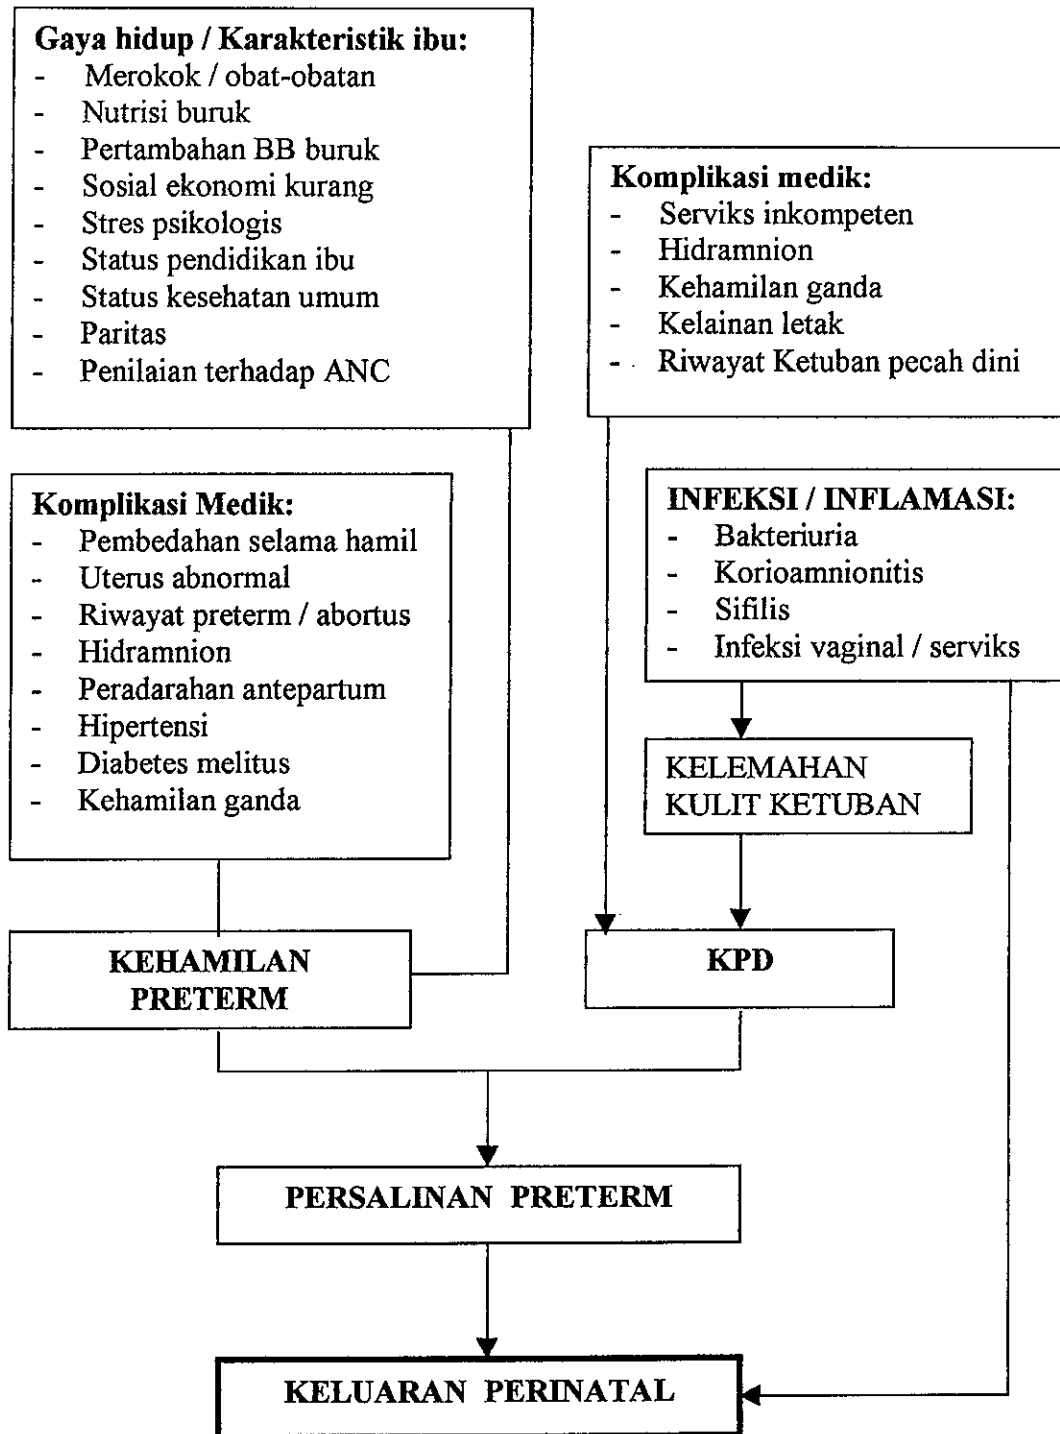 Gaya hidup / Karakteristik ibu:
- Merokok / obat-obatan
- Nutrisi buruk
- Pertambahan BB buruk
- Sosial ekonomi kurang
- Stres psikologis
- Status pendidikan ibu
- Status kesehatan umum
- Paritas
- Penilaian terhadap ANC
Komplikasi medik:
- Serviks inkompeten
- Hidramnion
- Kehamilan ganda
- Kelainan letak
- Riwayat Ketuban pecah dini
Komplikasi Medik:
- Pembedahan selama hamil
- Uterus abnormal
- Riwayat preterm / abortus
- Hidramnion
- Peradarahan antepartum
- Hipertensi
- Diabetes melitus
- Kehamilan ganda
INFEKSI / INFLAMASI:
- Bakteriuria
- Korioamnionitis
- Sifilis
- Infeksi vaginal / serviks
KELEMAHAN
KULIT KETUBAN
KEHAMILAN
PRETERM
KPD
PERSALINAN PRETERM
KELUARAN PERINATAL